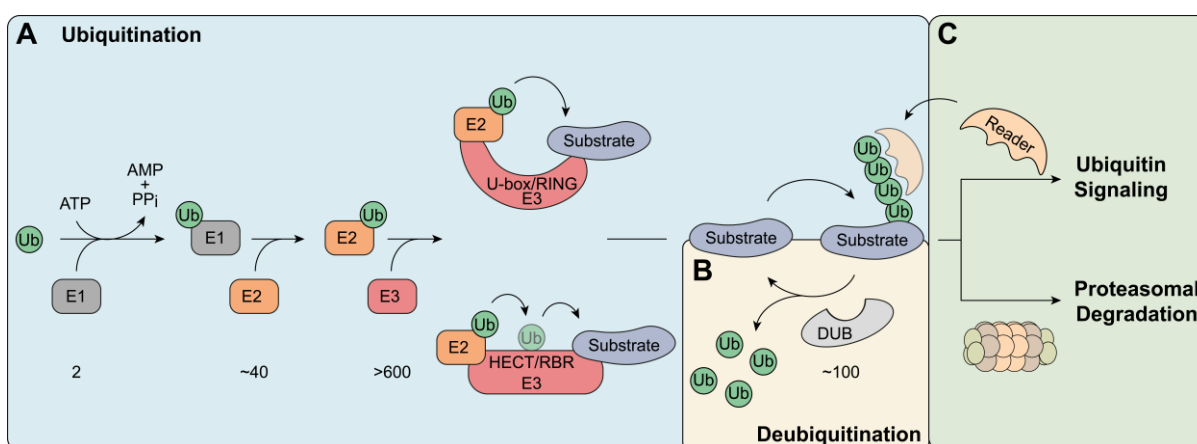 A Ubiquitination
Ub
ATP
AMP
+
PPi
E1
2
Ub
E1
E2
~40
Ub
E2
E3
>600
Ub
E2
Substrate
U-box/RING
E3
Ub
Ub
E2
Substrate
HECT/RBR
E3
Substrate
Ub
Ub
Ub
Ub
Substrate
B
DUB
~100
Ub
Ub
Ub
Ub
Ub
Deubiquitination
C
Reader
Ubiquitin
Signaling
Proteasomal
Degradation